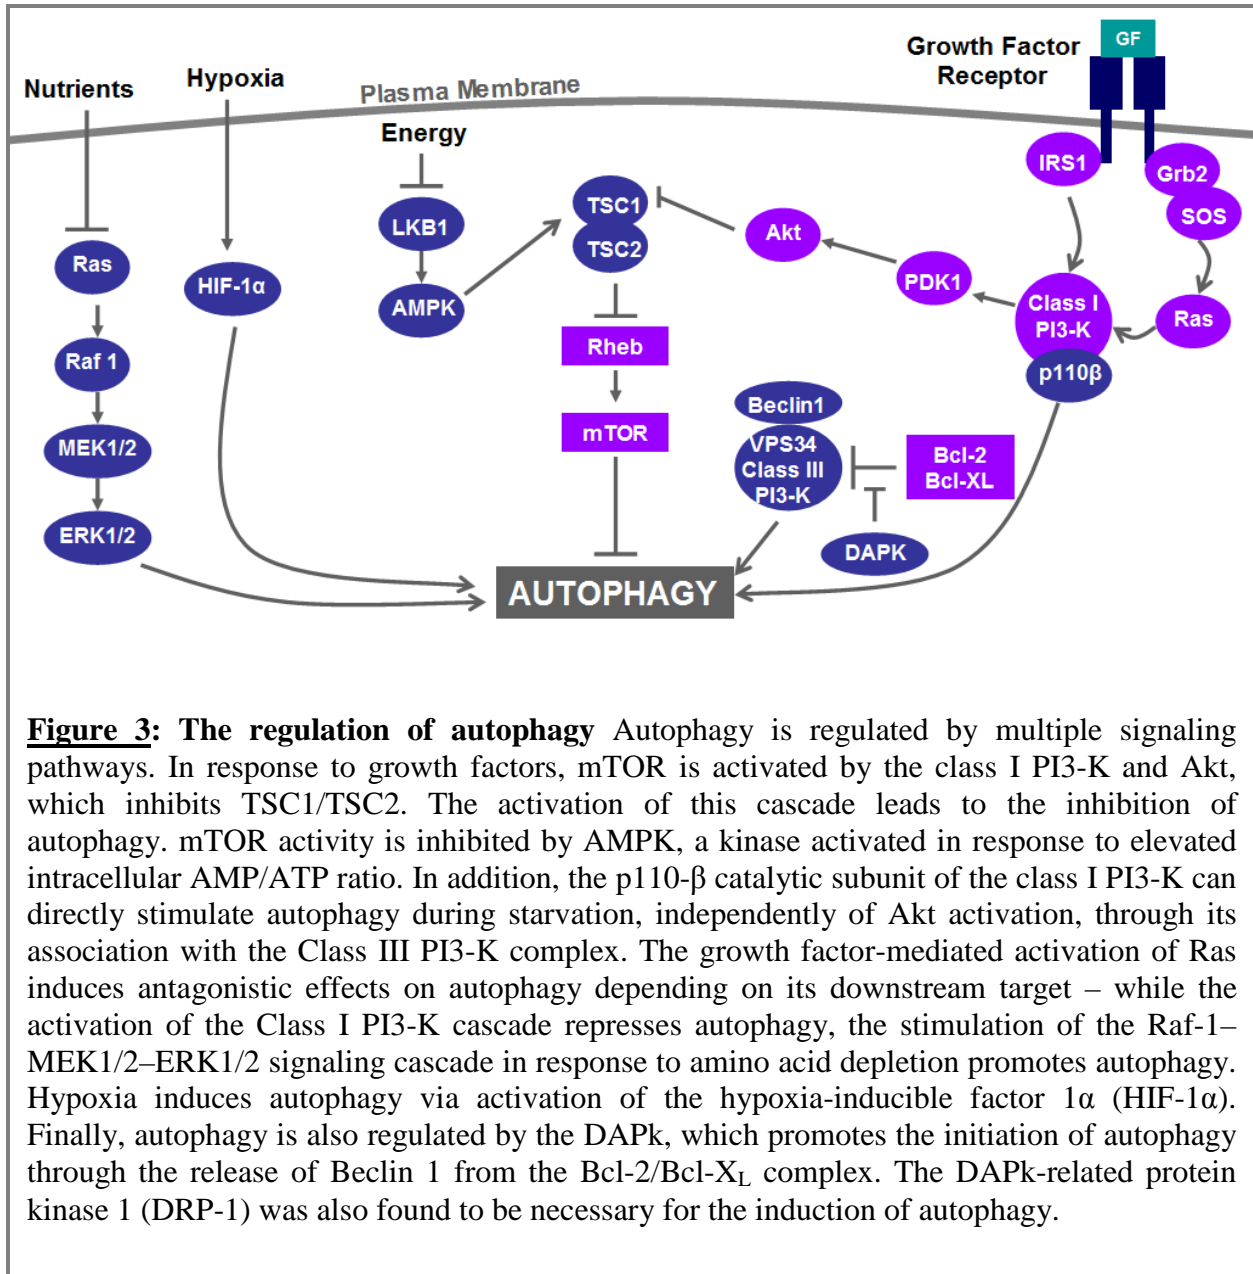 Growth Factor
Receptor
GF
Nutrients
Hypoxia
Plasma Membrane
Energy
IRS1
Grb2
SOS
LKB1
TSC1
TSC2
Akt
Ras
HIF-1α
AMPK
PDK1
Class I
PI3-K
p110β
Ras
Raf 1
Rheb
mTOR
Beclin1
VPS34
Class III
PI3-K
Bcl-2
Bcl-XL
MEK1/2
ERK1/2
DAPK
AUTOPHAGY
Figure 3: The regulation of autophagy Autophagy is regulated by multiple signaling
pathways. In response to growth factors, mTOR is activated by the class I PI3-K and Akt,
which inhibits TSC1/TSC2. The activation of this cascade leads to the inhibition of
autophagy. mTOR activity is inhibited by AMPK, a kinase activated in response to elevated
intracellular AMP/ATP ratio. In addition, the p110-β catalytic subunit of the class I PI3-K can
directly stimulate autophagy during starvation, independently of Akt activation, through its
association with the Class III PI3-K complex. The growth factor-mediated activation of Ras
induces antagonistic effects on autophagy depending on its downstream target – while the
activation of the Class I PI3-K cascade represses autophagy, the stimulation of the Raf-1–
MEK1/2–ERK1/2 signaling cascade in response to amino acid depletion promotes autophagy.
Hypoxia induces autophagy via activation of the hypoxia-inducible factor 1α (HIF-1α).
Finally, autophagy is also regulated by the DAPk, which promotes the initiation of autophagy
through the release of Beclin 1 from the Bcl-2/Bcl-XL complex. The DAPk-related protein
kinase 1 (DRP-1) was also found to be necessary for the induction of autophagy.